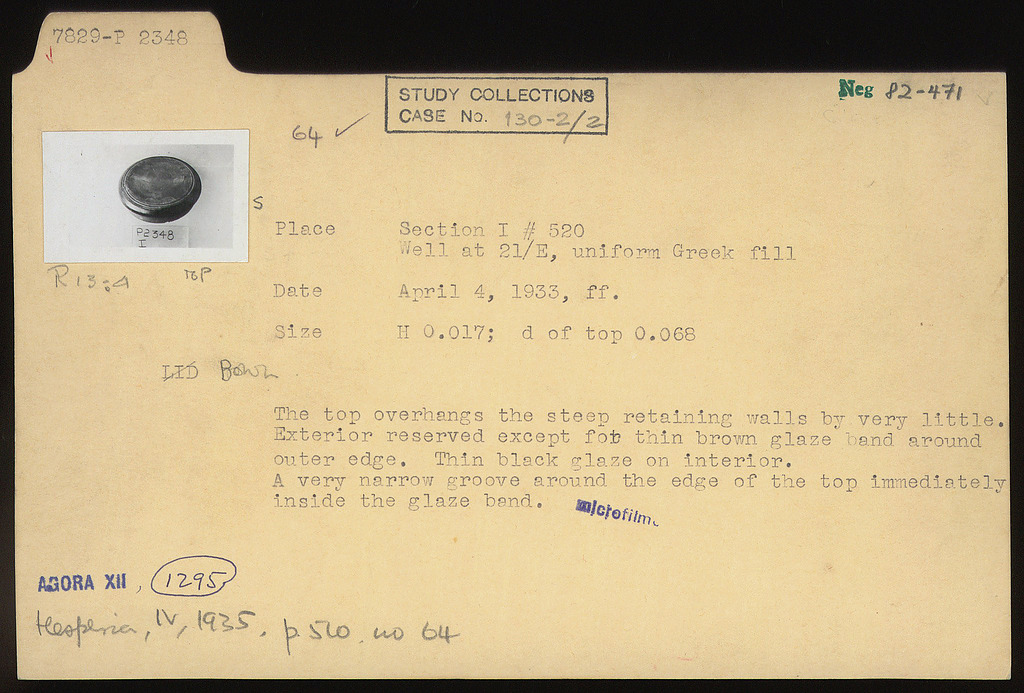 7829-P 2348
STUDY COLLECTIONS
CASE No. 130-2/2
Neg 82-471
64 ✓
P2348
I
S
R 13:4
TOP
Place Section I # 520
Well at 21/E, uniform Greek fill
Date April 4, 1933, ff.
Size H 0.017; d of top 0.068
LID Bowl
The top overhangs the steep retaining walls by very little.
Exterior reserved except for thin brown glaze band around
outer edge. Thin black glaze on interior.
A very narrow groove around the edge of the top immediately
inside the glaze band.
microfilm
AGORA XII, 1295
Hesperia, IV, 1935. p. 510. no 64